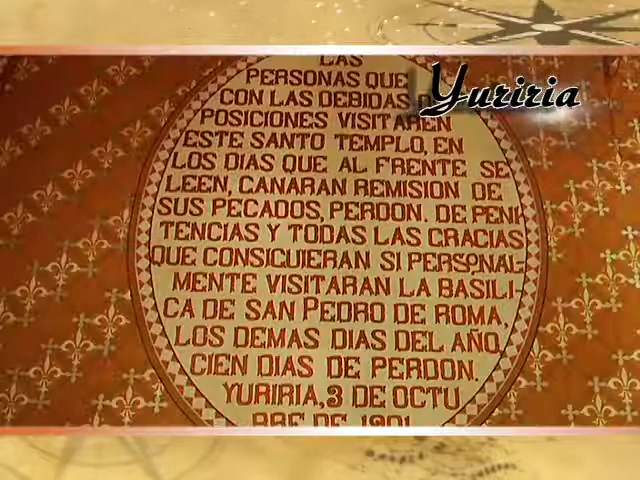 Yuriria
LAS
PERSONAS QUE
CON LAS DEBIDAS
POSICIONES VISITAREN
ESTE SANTO TEMPLO, EN
LOS DIAS QUE AL FRENTE SE
LEEN, GANARAN REMISION DE
SUS PECADOS, PERDON. DE PENI
TENCIAS Y TODAS LAS GRACIAS
QUE CONSIGUIERAN SI PERSONAL-
MENTE VISITARAN LA BASILI-
CA DE SAN PEDRO DE ROMA,
LOS DEMAS DIAS DEL AÑO,
CIEN DIAS DE PERDON.
YURIRIA, 3 DE OCTU
BRE DE 1901